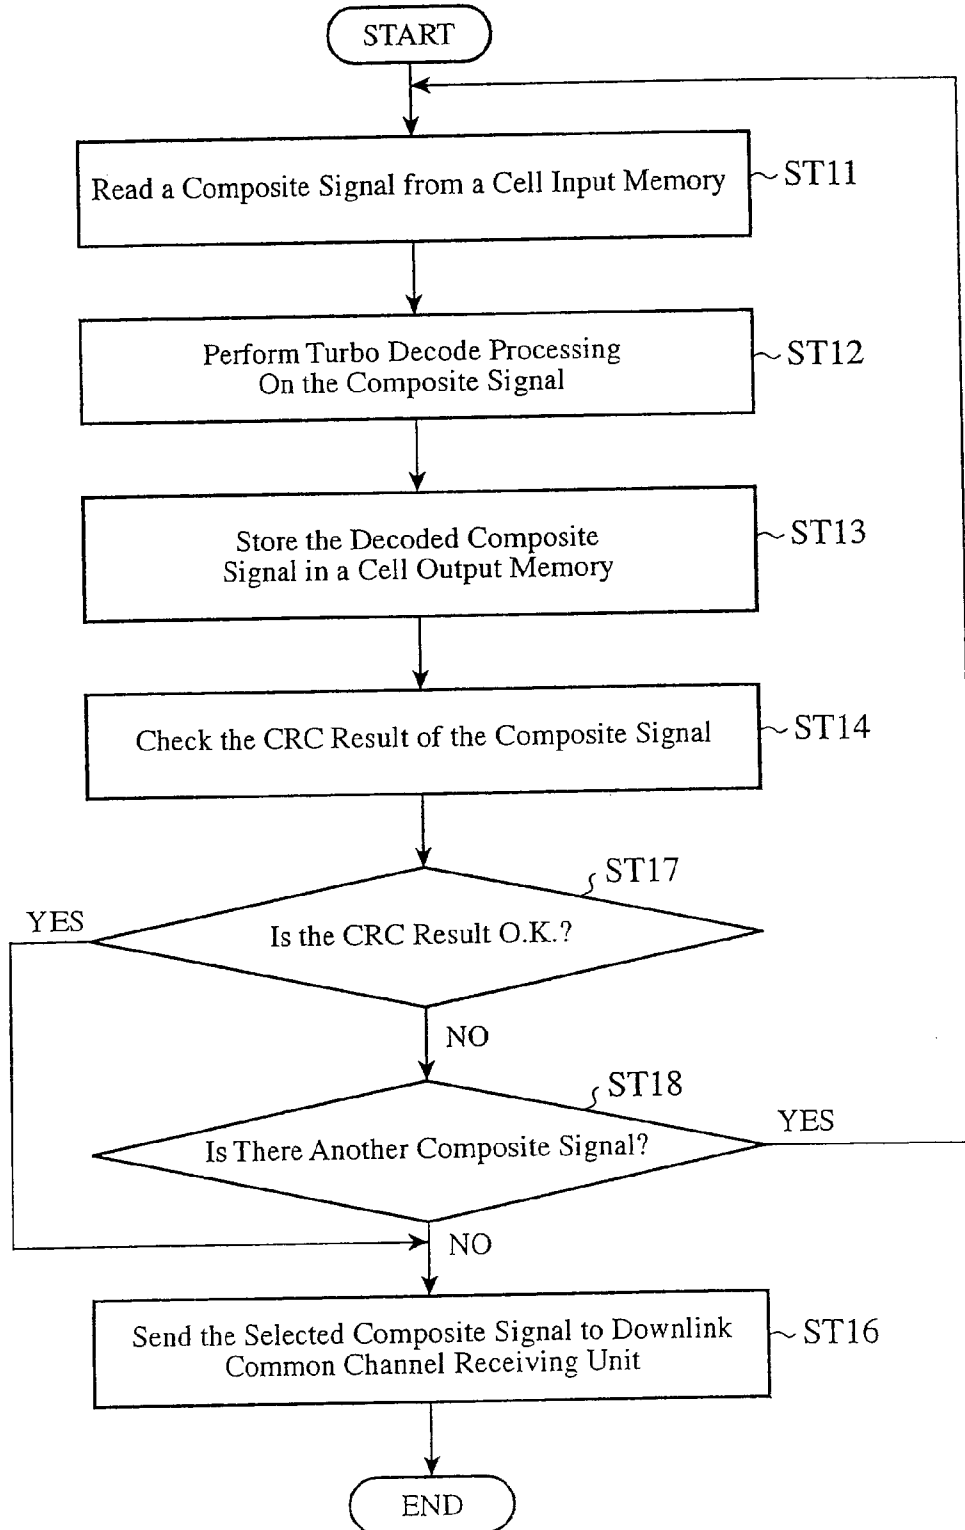 START
Read a Composite Signal from a Cell Input Memory
ST11
Perform Turbo Decode Processing
On the Composite Signal
ST12
Store the Decoded Composite
Signal in a Cell Output Memory
ST13
Check the CRC Result of the Composite Signal
ST14
ST17
YES
Is the CRC Result O.K.?
NO
ST18
YES
Is There Another Composite Signal?
NO
Send the Selected Composite Signal to Downlink
Common Channel Receiving Unit
ST16
END